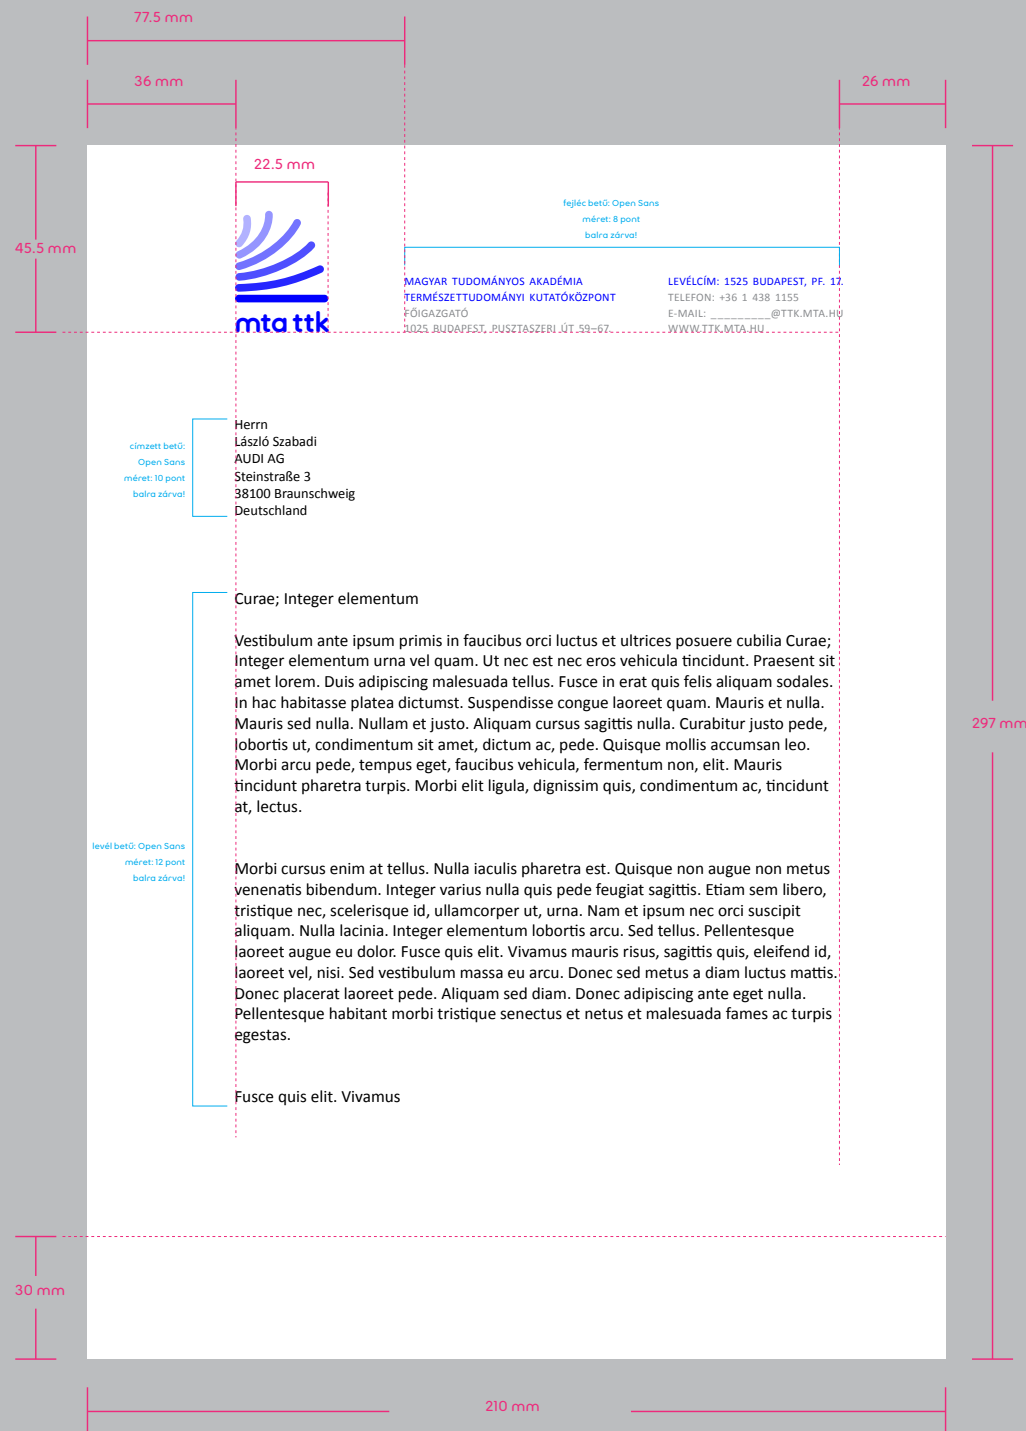 77.5 mm
36 mm
26 mm
22.5 mm
45.5 mm
fejléc betű: Open Sans
méret: 8 pont
balra zárva!
mta ttk
MAGYAR TUDOMÁNYOS AKADÉMIA
TERMÉSZETTUDOMÁNYI KUTATÓKÖZPONT
FŐIGAZGATÓ
1025 BUDAPEST, PUSZTASZERI ÚT 59–67.
LEVÉLCÍM: 1525 BUDAPEST, PF. 17.
TELEFON: +36 1 438 1155
E-MAIL: _________@TTK.MTA.HU
WWW.TTK.MTA.HU
címzett betű:
Open Sans
méret: 10 pont
balra zárva!
Herrn
László Szabadi
AUDI AG
Steinstraße 3
38100 Braunschweig
Deutschland
Curae; Integer elementum
Vestibulum ante ipsum primis in faucibus orci luctus et ultrices posuere cubilia Curae;
Integer elementum urna vel quam. Ut nec est nec eros vehicula tincidunt. Praesent sit
amet lorem. Duis adipiscing malesuada tellus. Fusce in erat quis felis aliquam sodales.
In hac habitasse platea dictumst. Suspendisse congue laoreet quam. Mauris et nulla.
Mauris sed nulla. Nullam et justo. Aliquam cursus sagittis nulla. Curabitur justo pede,
lobortis ut, condimentum sit amet, dictum ac, pede. Quisque mollis accumsan leo.
Morbi arcu pede, tempus eget, faucibus vehicula, fermentum non, elit. Mauris
tincidunt pharetra turpis. Morbi elit ligula, dignissim quis, condimentum ac, tincidunt
at, lectus.
297 mm
levél betű: Open Sans
méret: 12 pont
balra zárva!
Morbi cursus enim at tellus. Nulla iaculis pharetra est. Quisque non augue non metus
venenatis bibendum. Integer varius nulla quis pede feugiat sagittis. Etiam sem libero,
tristique nec, scelerisque id, ullamcorper ut, urna. Nam et ipsum nec orci suscipit
aliquam. Nulla lacinia. Integer elementum lobortis arcu. Sed tellus. Pellentesque
laoreet augue eu dolor. Fusce quis elit. Vivamus mauris risus, sagittis quis, eleifend id,
laoreet vel, nisi. Sed vestibulum massa eu arcu. Donec sed metus a diam luctus mattis.
Donec placerat laoreet pede. Aliquam sed diam. Donec adipiscing ante eget nulla.
Pellentesque habitant morbi tristique senectus et netus et malesuada fames ac turpis
egestas.
Fusce quis elit. Vivamus
30 mm
210 mm